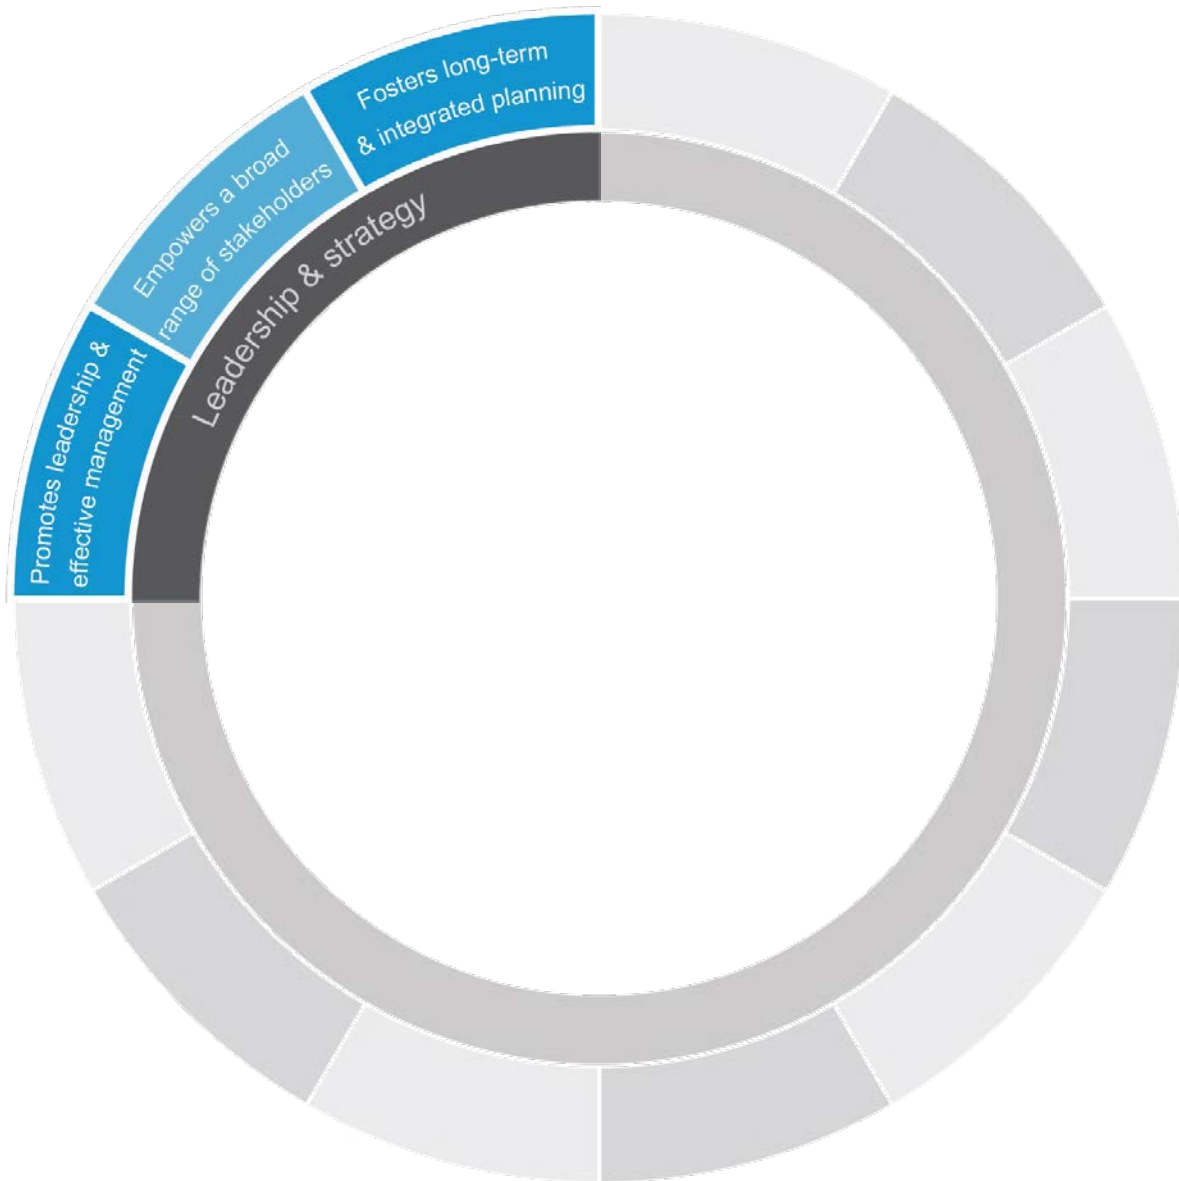 Fosters long-term
& integrated planning
Empowers a broad
range of stakeholders
Promotes leadership &
effective management
Leadership & strategy